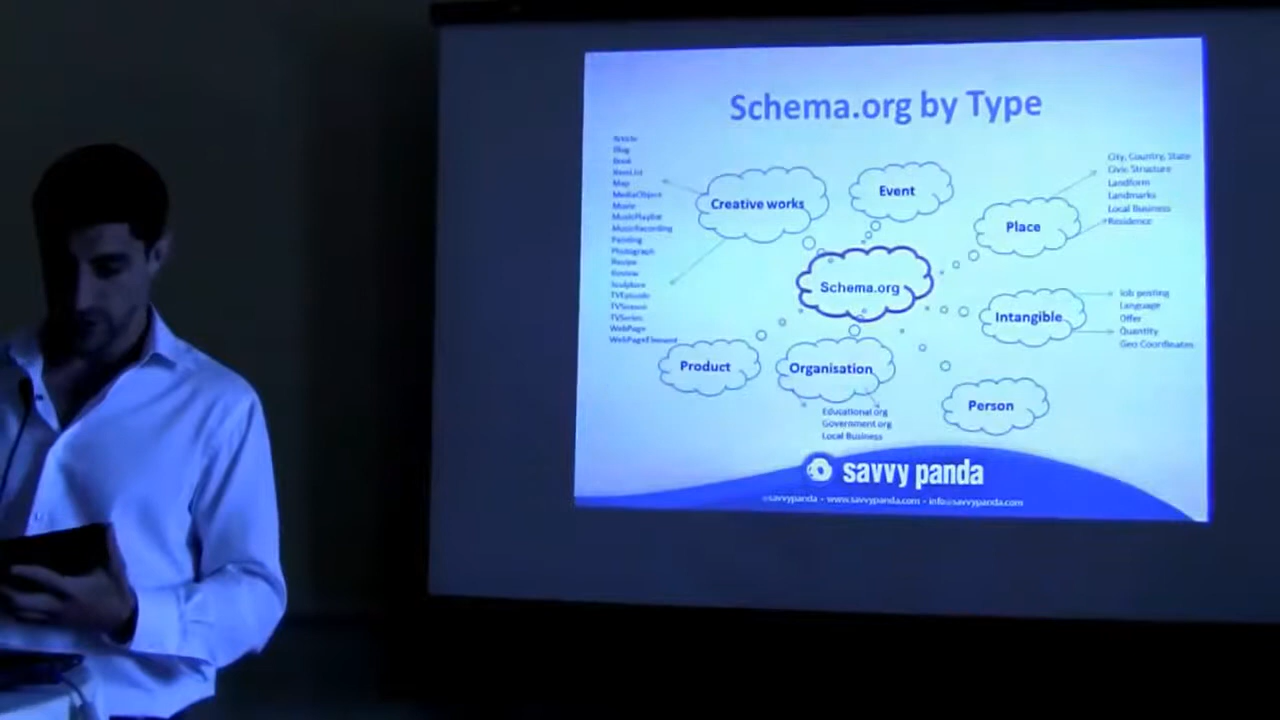 Schema.org by Type
Article
Blog
Book
ItemList
Map
MediaObject
Movie
MusicPlaylist
MusicRecording
Painting
Photograph
Recipe
Review
Sculpture
TVEpisode
TVSeason
TVSeries
WebPage
WebPageElement
Creative works
Event
Place
City, Country, State
Civic Structure
Landform
Landmarks
Local Business
Residence
Schema.org
Intangible
Job posting
Language
Offer
Quantity
Geo Coordinates
Product
Organisation
Educational org
Government org
Local Business
Person
savvy panda
@savvypanda - www.savvypanda.com - info@savvypanda.com